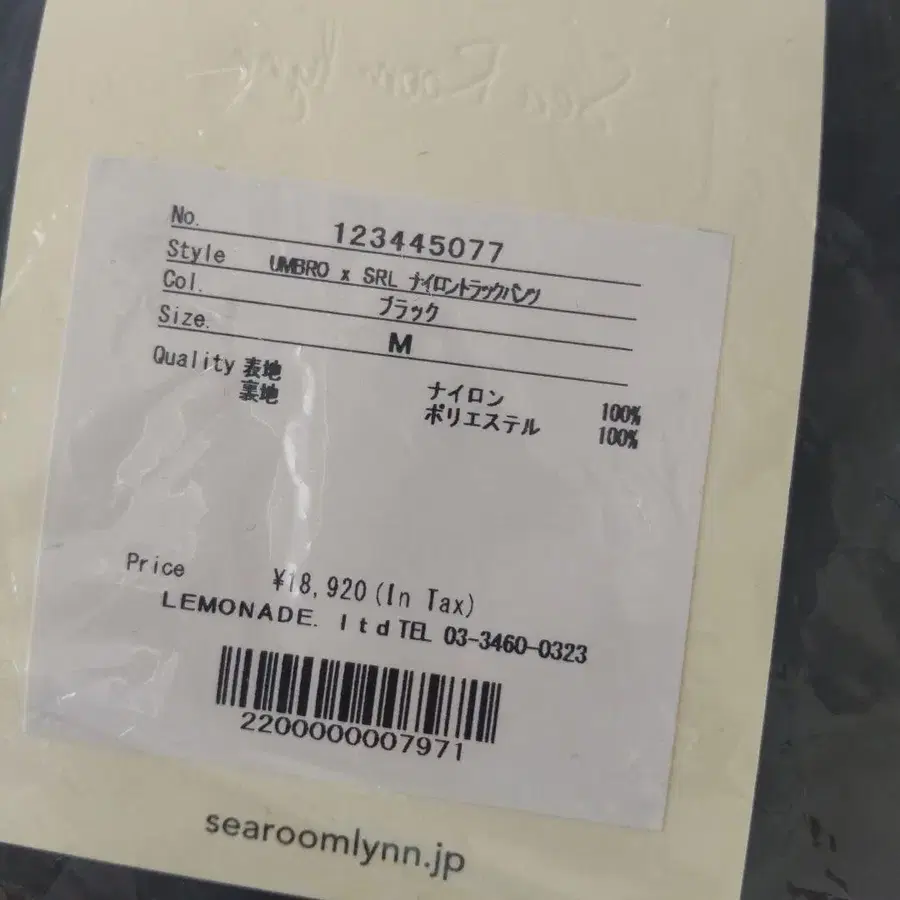 No. 123445077
Style UMBRO x SRL ナイロントラックパンツ
Col. ブラック
Size. M
Quality 表地 ナイロン 100%
裏地 ポリエステル 100%
Price ¥18,920(In Tax)
LEMONADE. ltd TEL 03-3460-0323
2200000007971
searoomlynn.jp